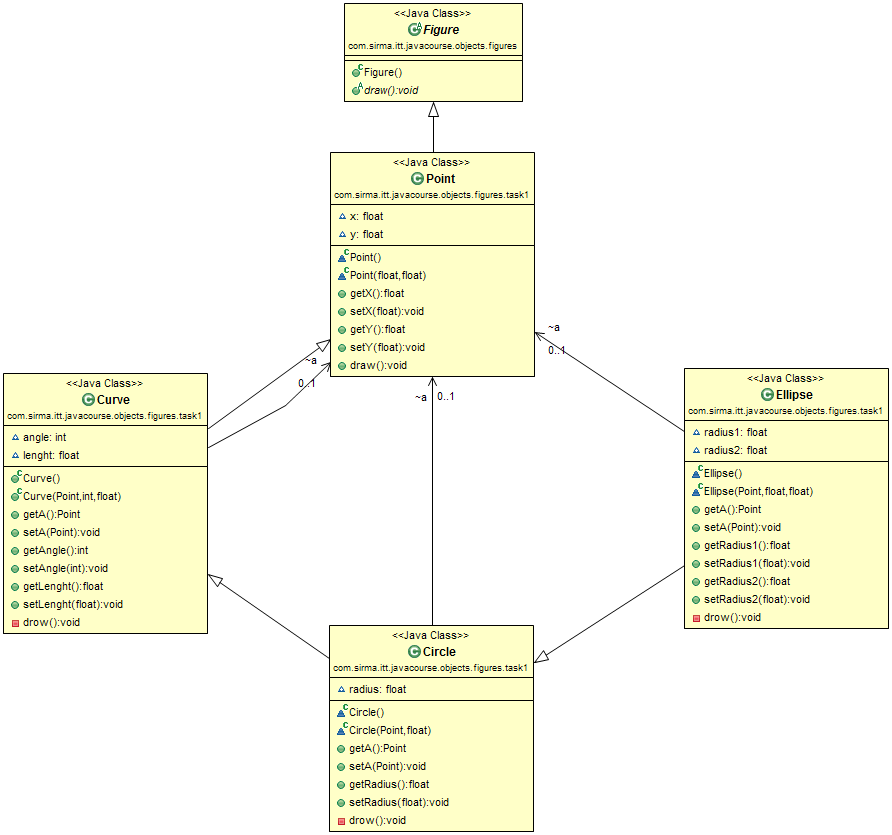 <<Java Class>>
Figure
com.sirma.itt.javacourse.objects.figures
Figure()
draw():void
<<Java Class>>
Point
com.sirma.itt.javacourse.objects.figures.task1
x: float
y: float
Point()
Point(float,float)
getX():float
setX(float):void
getY():float
setY(float):void
draw():void
~a
0..1
~a
0..1
~a
0..1
<<Java Class>>
Curve
com.sirma.itt.javacourse.objects.figures.task1
angle: int
lenght: float
Curve()
Curve(Point,int,float)
getA():Point
setA(Point):void
getAngle():int
setAngle(int):void
getLenght():float
setLenght(float):void
drow():void
<<Java Class>>
Ellipse
com.sirma.itt.javacourse.objects.figures.task1
radius1: float
radius2: float
Ellipse()
Ellipse(Point,float,float)
getA():Point
setA(Point):void
getRadius1():float
setRadius1(float):void
getRadius2():float
setRadius2(float):void
drow():void
<<Java Class>>
Circle
com.sirma.itt.javacourse.objects.figures.task1
radius: float
Circle()
Circle(Point,float)
getA():Point
setA(Point):void
getRadius():float
setRadius(float):void
drow():void